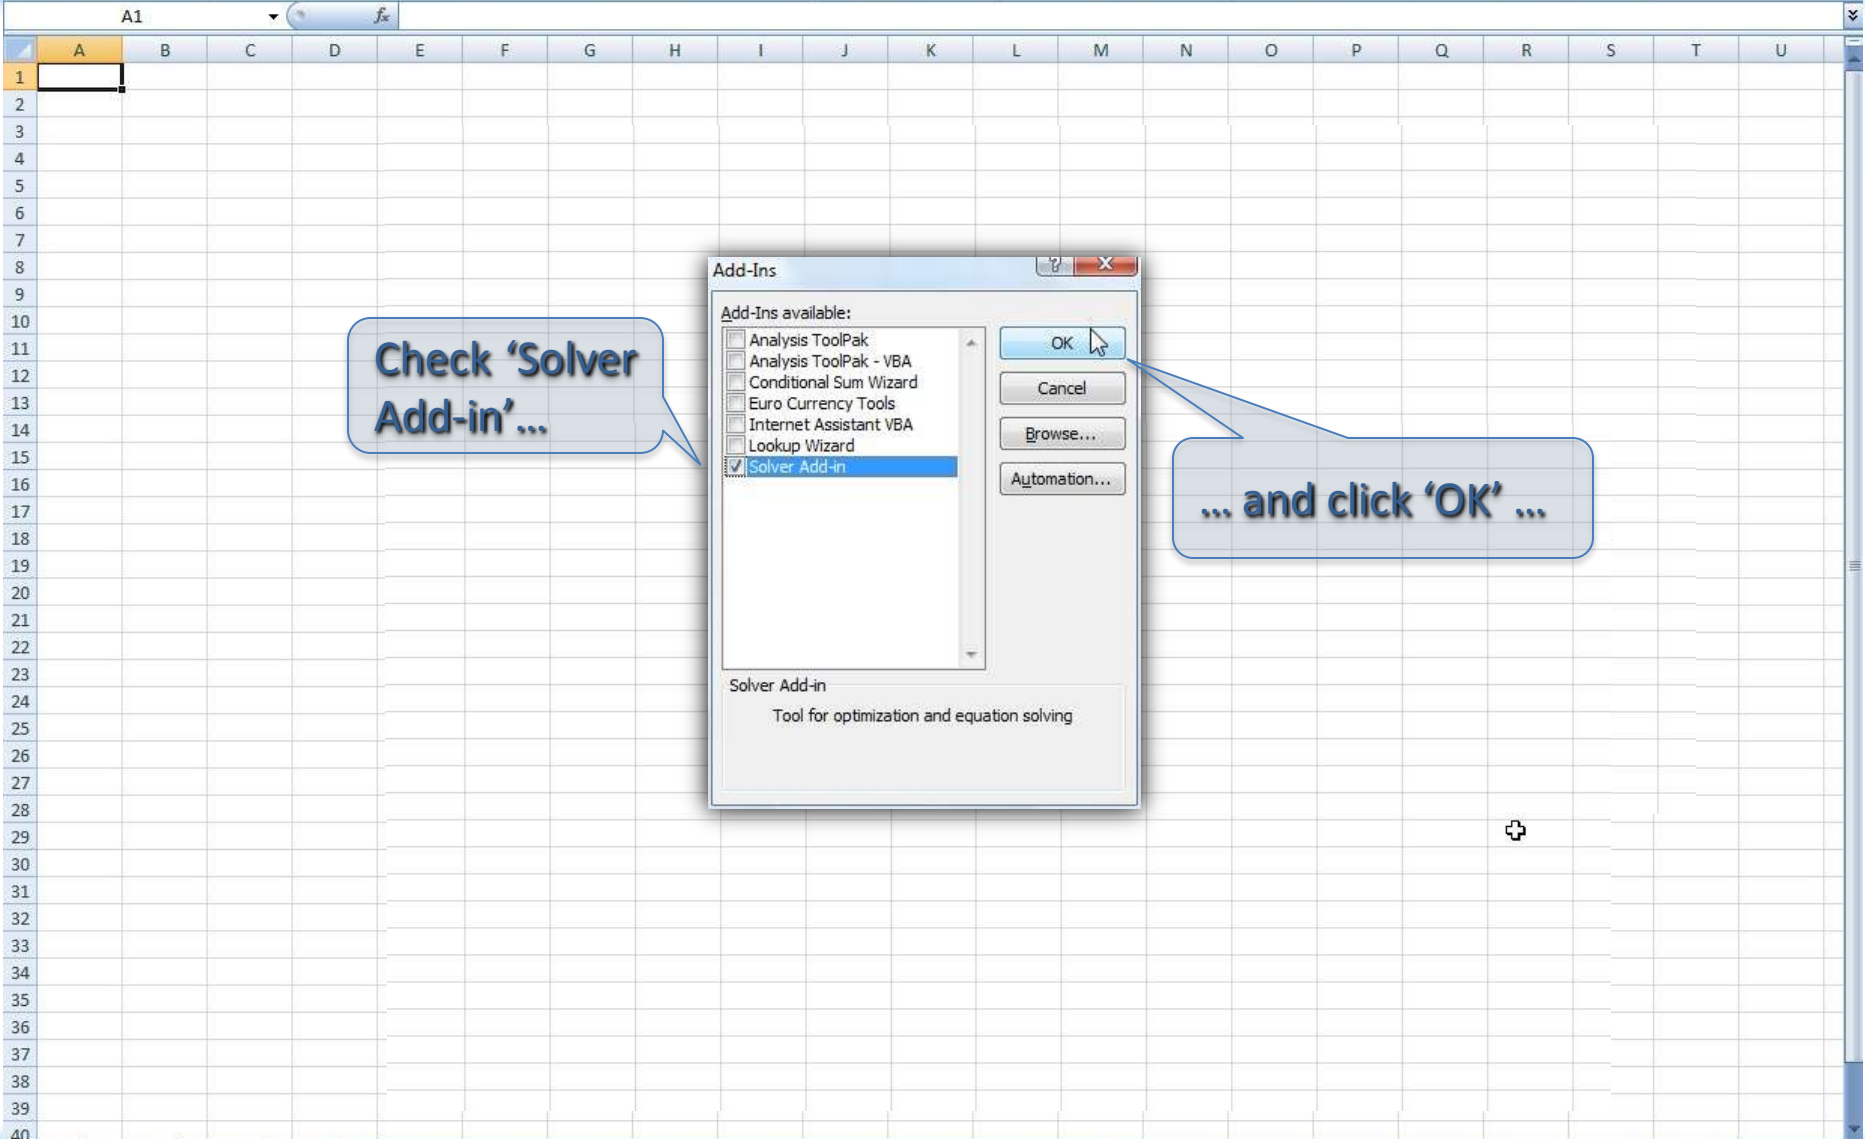 A1
fx
A B C D E F G H I J K L M N O P Q R S T U
1
2
3
4
5
6
7
8
9
10
11
12
13
14
15
16
17
18
19
20
21
22
23
24
25
26
27
28
29
30
31
32
33
34
35
36
37
38
39
40
Add-Ins
?
X
Add-Ins available:
Analysis ToolPak
Analysis ToolPak - VBA
Conditional Sum Wizard
Euro Currency Tools
Internet Assistant VBA
Lookup Wizard
Solver Add-in
OK
Cancel
Browse...
Automation...
Solver Add-in
Tool for optimization and equation solving
Check ‘Solver
Add-in’...
... and click ‘OK’ ...